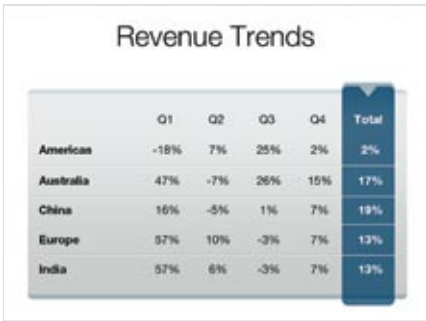 Revenue Trends
Q1 Q2 Q3 Q4 Total
American -18% 7% 25% 2% 2%
Australia 47% -7% 26% 15% 17%
China 16% -5% 1% 7% 19%
Europe 57% 10% -3% 7% 13%
India 57% 6% -3% 7% 13%